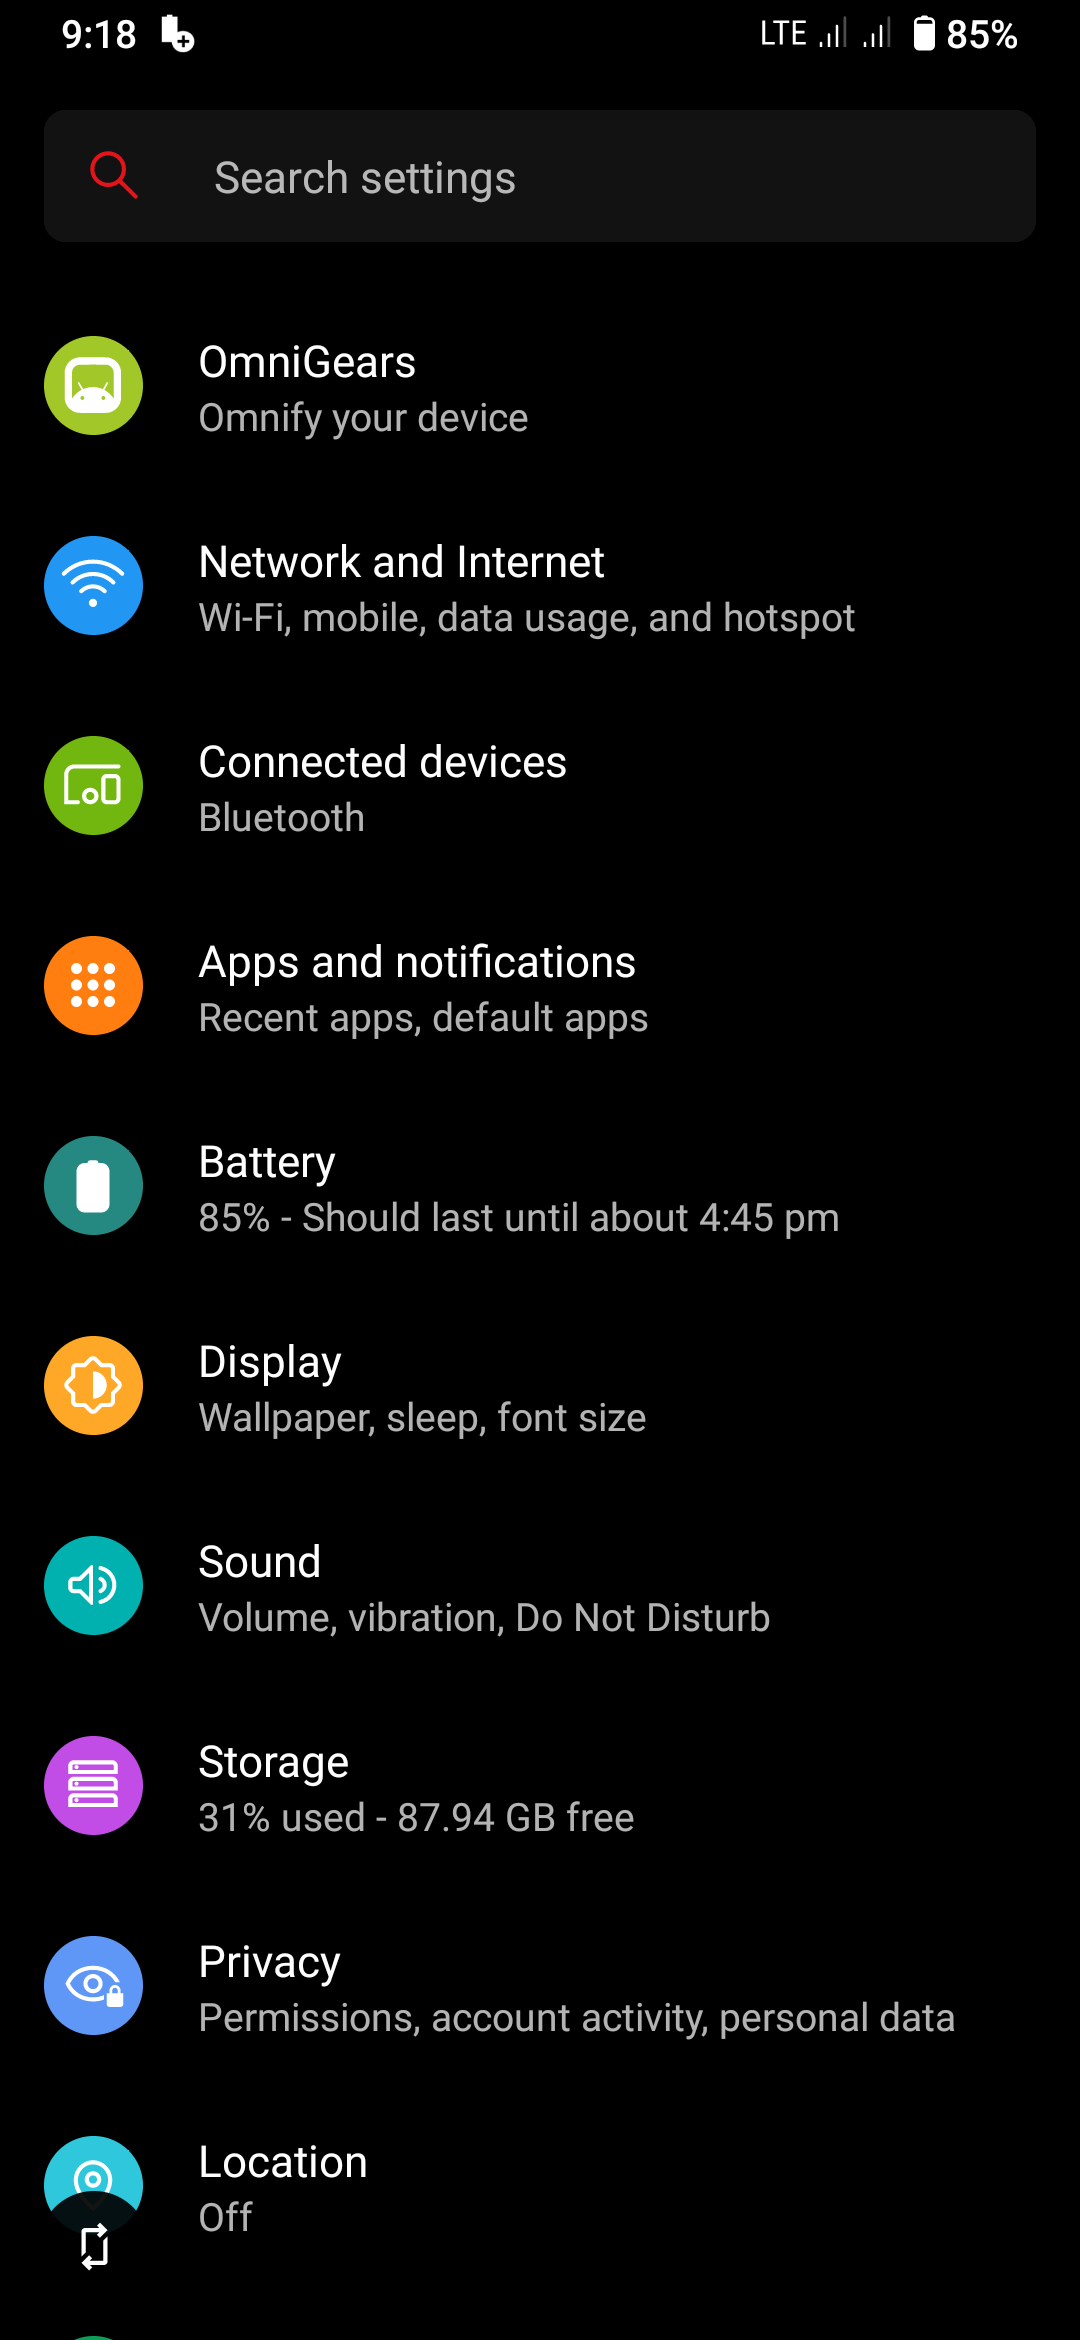 9:18 LTE 85%
Search settings
OmniGears
Omnify your device
Network and Internet
Wi-Fi, mobile, data usage, and hotspot
Connected devices
Bluetooth
Apps and notifications
Recent apps, default apps
Battery
85% - Should last until about 4:45 pm
Display
Wallpaper, sleep, font size
Sound
Volume, vibration, Do Not Disturb
Storage
31% used - 87.94 GB free
Privacy
Permissions, account activity, personal data
Location
Off